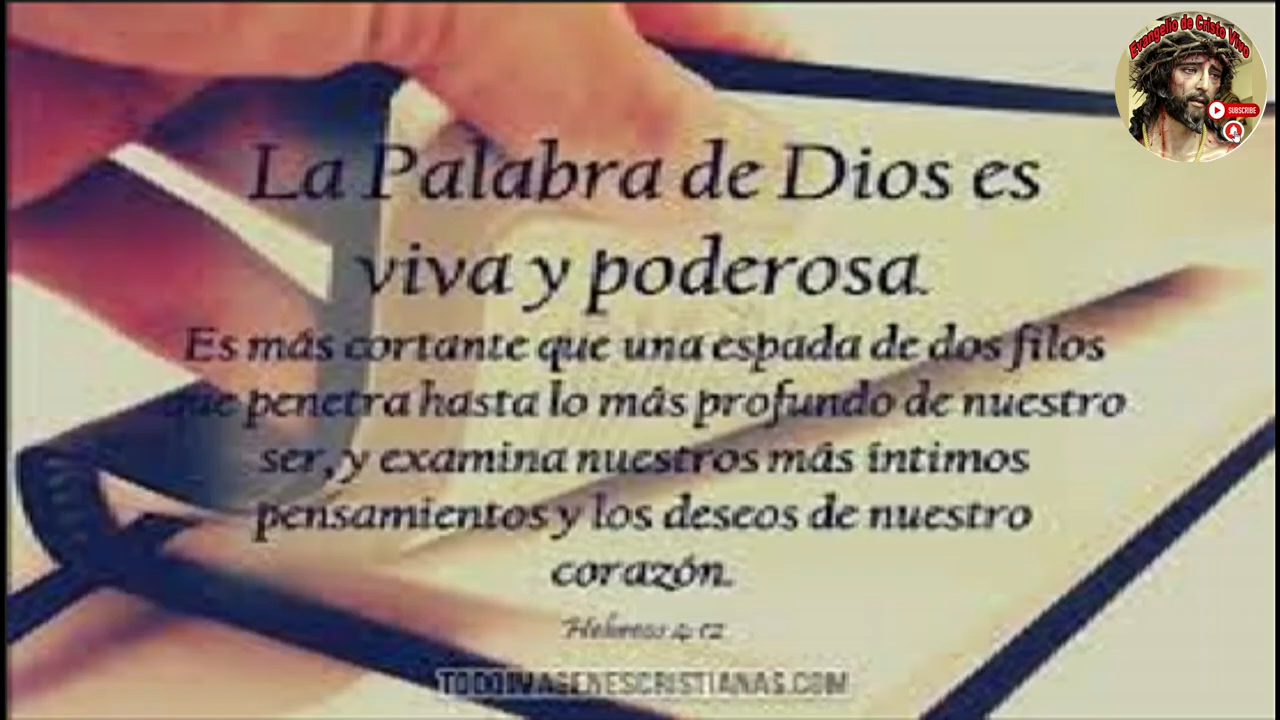 Evangelio de Cristo Vivo
SUBSCRIBE
La Palabra de Dios es
viva y poderosa.
Es más cortante que una espada de dos filos
que penetra hasta lo más profundo de nuestro
ser, y examina nuestros más íntimos
pensamientos y los deseos de nuestro
corazón.
Hebreos 4:12
TODOIMAGENESCRISTIANAS.COM